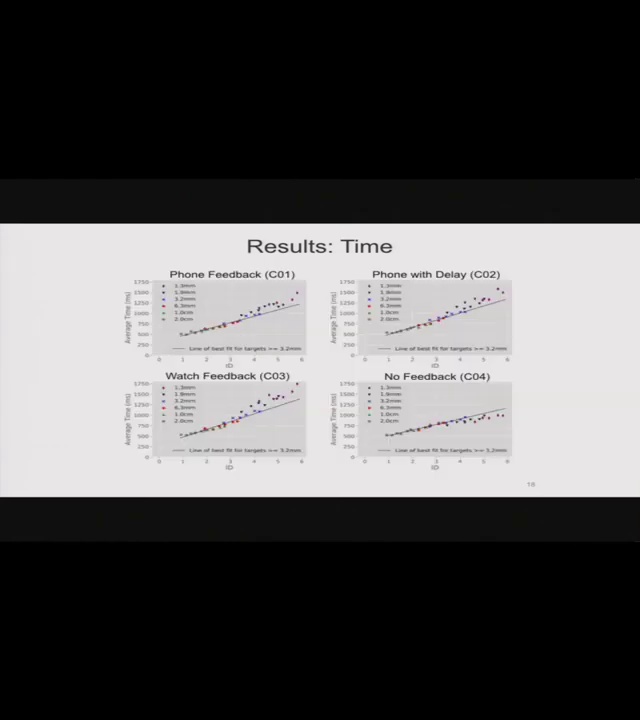 Results: Time
Phone Feedback (C01)
1750
1500
1250
1000
750
500
250
0
Average Time (ms)
1.3mm
1.9mm
3.2mm
6.3mm
1.0cm
2.0cm
Line of best fit for targets >= 3.2mm
0 1 2 3 4 5 6
ID
Phone with Delay (C02)
1750
1500
1250
1000
750
500
250
0
Average Time (ms)
1.3mm
1.9mm
3.2mm
6.3mm
1.0cm
2.0cm
Line of best fit for targets >= 3.2mm
0 1 2 3 4 5 6
ID
Watch Feedback (C03)
1750
1500
1250
1000
750
500
250
0
Average Time (ms)
1.3mm
1.9mm
3.2mm
6.3mm
1.0cm
2.0cm
Line of best fit for targets >= 3.2mm
0 1 2 3 4 5 6
ID
No Feedback (C04)
1750
1500
1250
1000
750
500
250
0
Average Time (ms)
1.3mm
1.9mm
3.2mm
6.3mm
1.0cm
2.0cm
Line of best fit for targets >= 3.2mm
0 1 2 3 4 5 6
ID